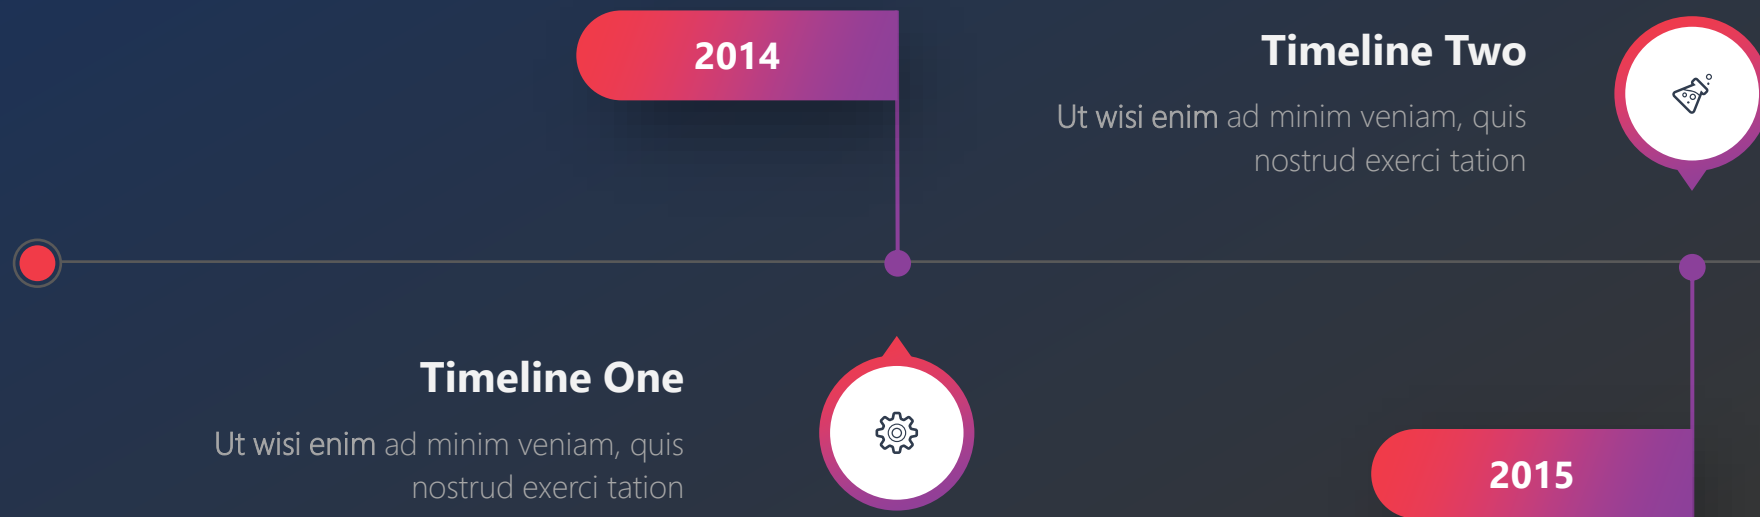 2014
Timeline One
Ut wisi enim ad minim veniam, quis
nostrud exerci tation
Timeline Two
Ut wisi enim ad minim veniam, quis
nostrud exerci tation
2015